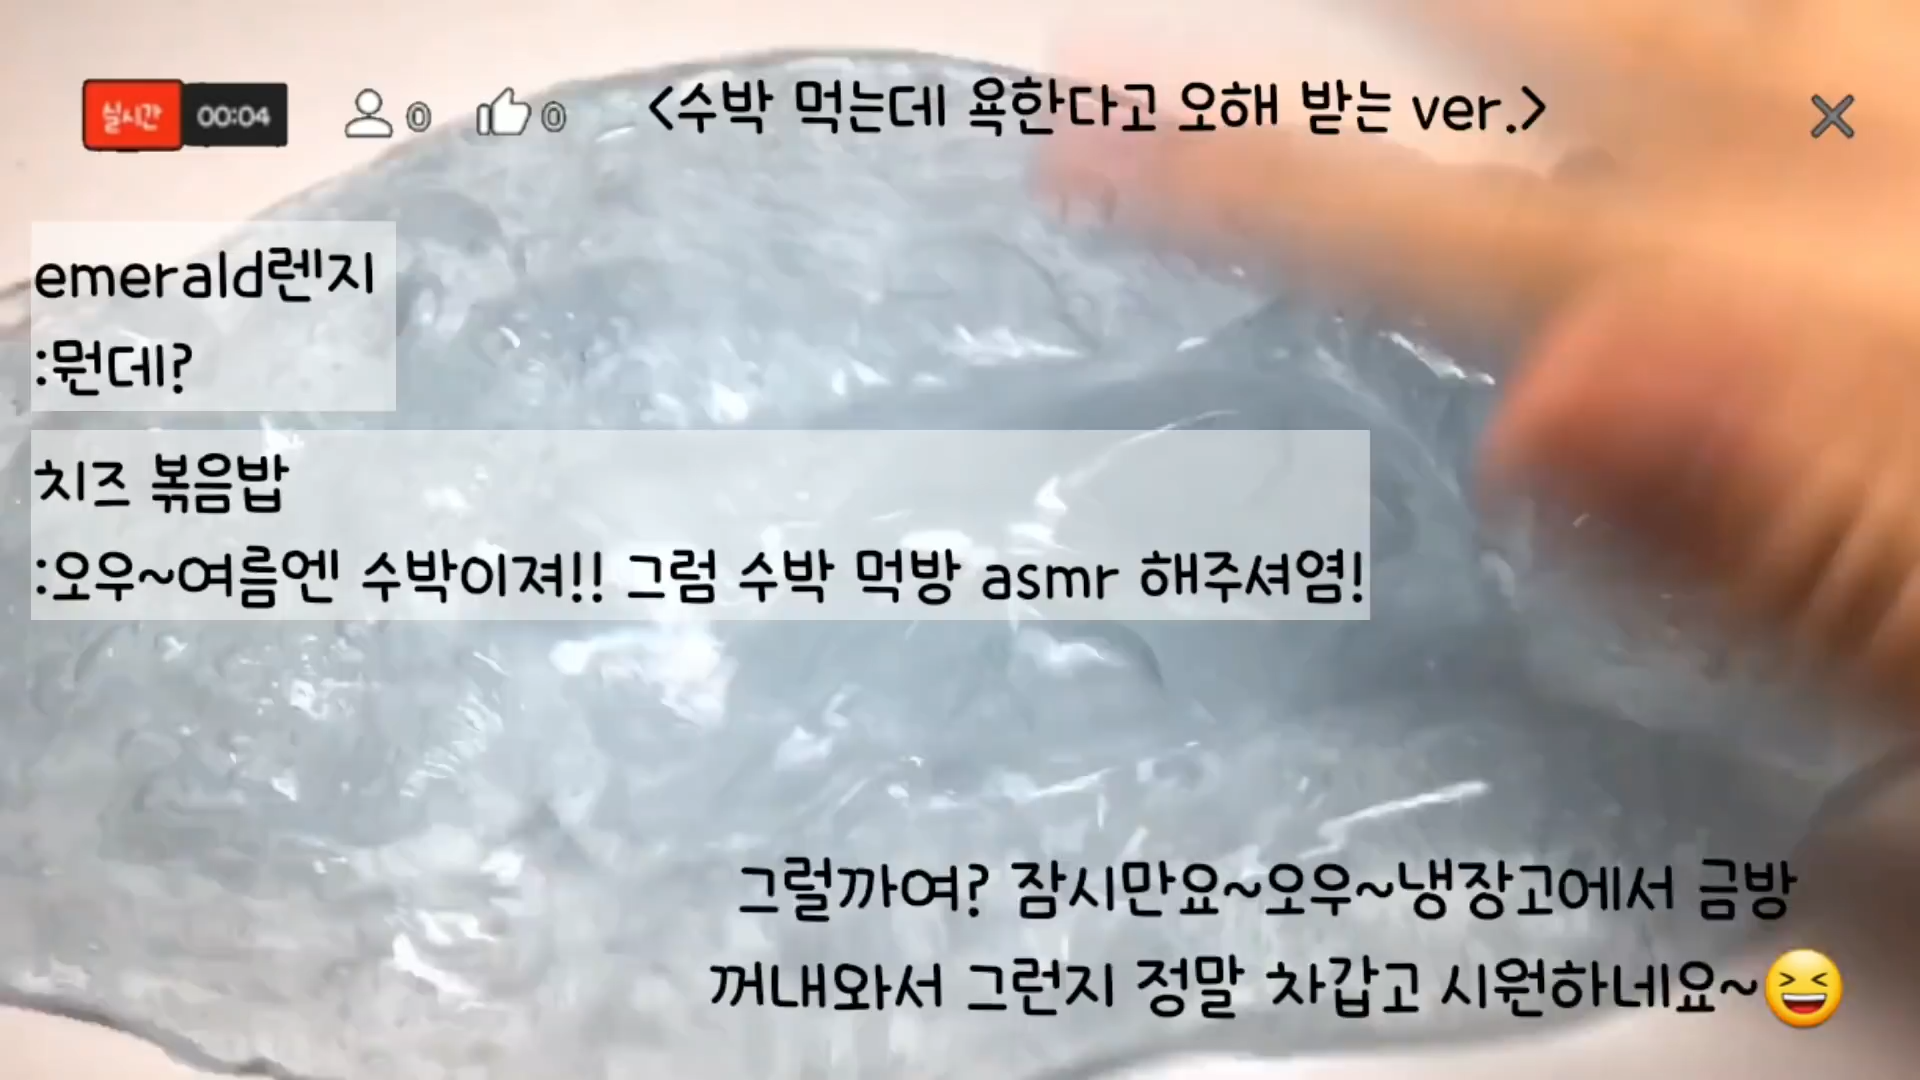 실시간 00:04 0 0 <수박 먹는데 욕한다고 오해 받는 ver.>
emerald렌지
:뭔데?
치즈 볶음밥
:오우~여름엔 수박이져!! 그럼 수박 먹방 asmr 해주셔염!
그럴까여? 잠시만요~오우~냉장고에서 금방
꺼내와서 그런지 정말 차갑고 시원하네요~😆